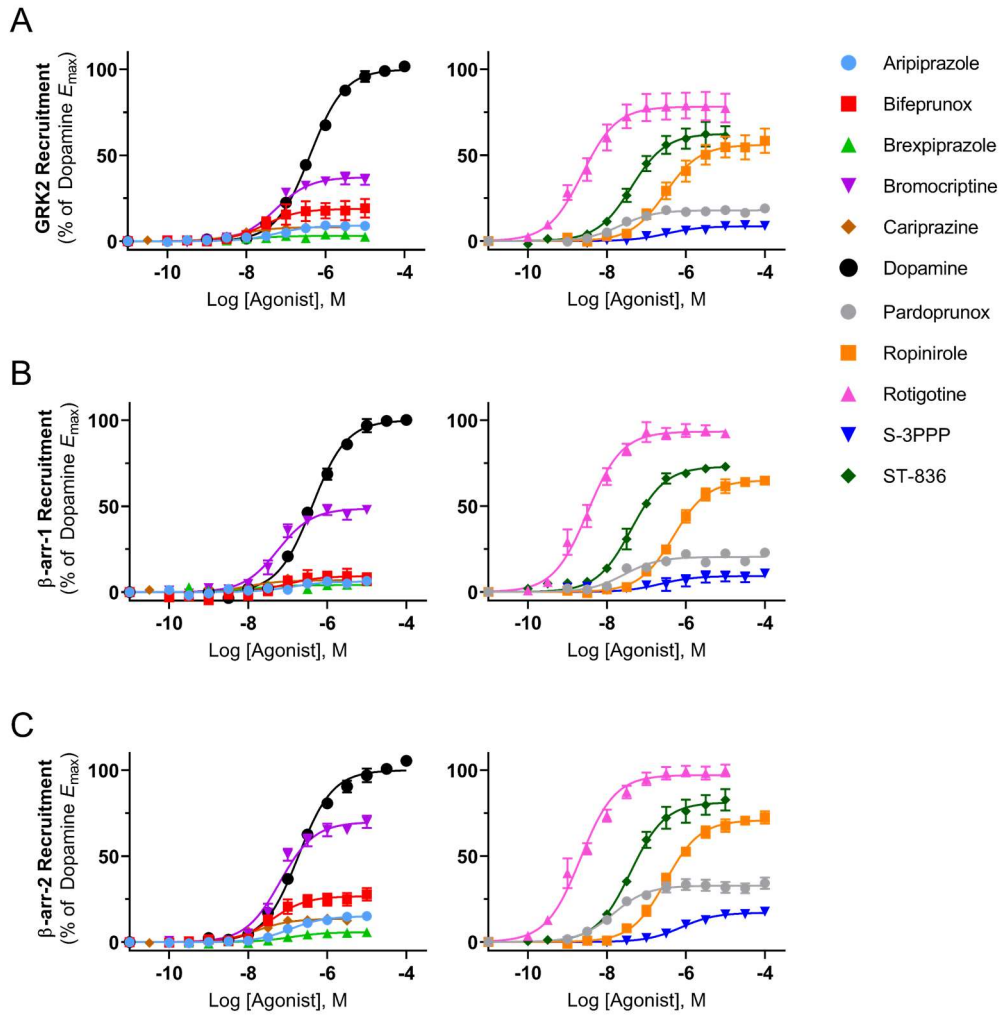 A
GRK2 Recruitment
(% of Dopamine Emax)
100
50
0
-10
-8
-6
-4
Log [Agonist], M
100
50
0
-10
-8
-6
-4
Log [Agonist], M
Aripiprazole
Bifeprunox
Brexpiprazole
Bromocriptine
Cariprazine
Dopamine
Pardoprunox
Ropinirole
Rotigotine
S-3PPP
ST-836
B
β-arr-1 Recruitment
(% of Dopamine Emax)
100
50
0
-10
-8
-6
-4
Log [Agonist], M
100
50
0
-10
-8
-6
-4
Log [Agonist], M
C
β-arr-2 Recruitment
(% of Dopamine Emax)
100
50
0
-10
-8
-6
-4
Log [Agonist], M
100
50
0
-10
-8
-6
-4
Log [Agonist], M